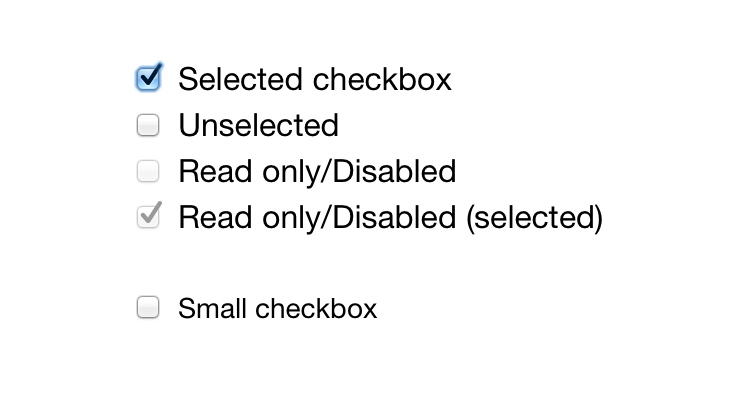 Selected checkbox
Unselected
Read only/Disabled
Read only/Disabled (selected)
Small checkbox